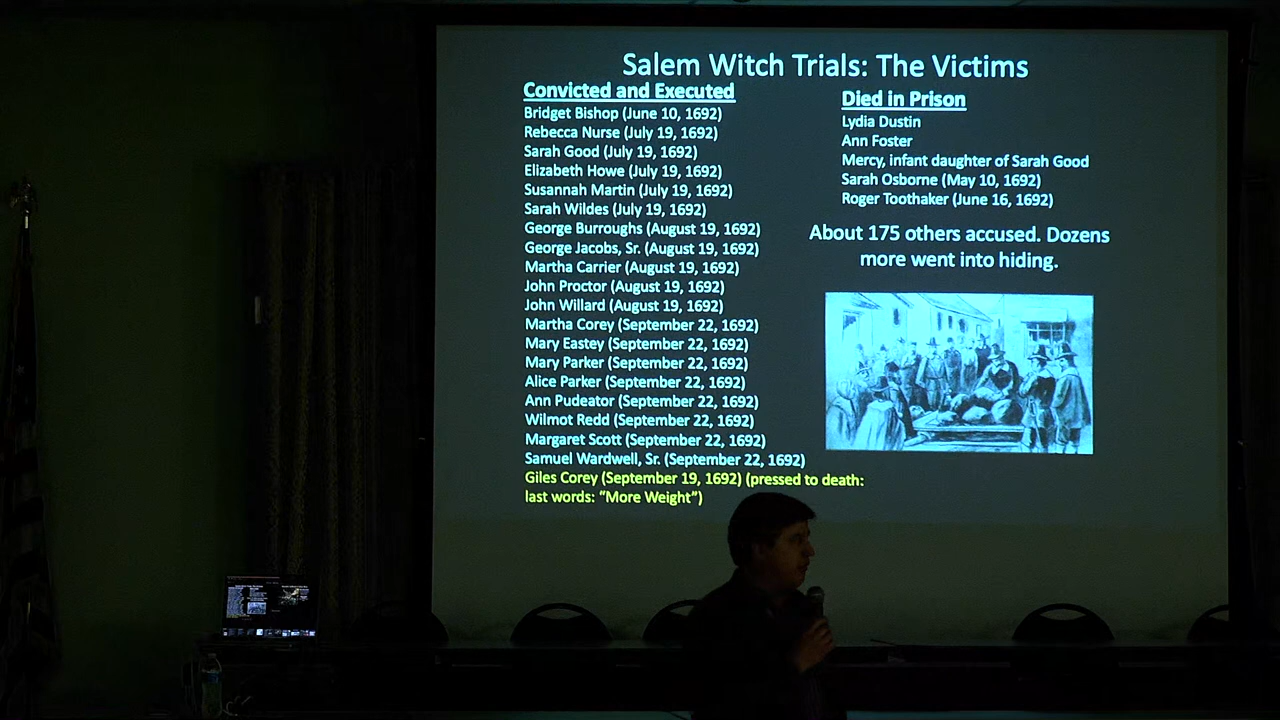 Salem Witch Trials: The Victims
Convicted and Executed
Bridget Bishop (June 10, 1692)
Rebecca Nurse (July 19, 1692)
Sarah Good (July 19, 1692)
Elizabeth Howe (July 19, 1692)
Susannah Martin (July 19, 1692)
Sarah Wildes (July 19, 1692)
George Burroughs (August 19, 1692)
George Jacobs, Sr. (August 19, 1692)
Martha Carrier (August 19, 1692)
John Proctor (August 19, 1692)
John Willard (August 19, 1692)
Martha Corey (September 22, 1692)
Mary Eastey (September 22, 1692)
Mary Parker (September 22, 1692)
Alice Parker (September 22, 1692)
Ann Pudeator (September 22, 1692)
Wilmot Redd (September 22, 1692)
Margaret Scott (September 22, 1692)
Samuel Wardwell, Sr. (September 22, 1692)
Giles Corey (September 19, 1692) (pressed to death:
last words: “More Weight”)
Died in Prison
Lydia Dustin
Ann Foster
Mercy, infant daughter of Sarah Good
Sarah Osborne (May 10, 1692)
Roger Toothaker (June 16, 1692)
About 175 others accused. Dozens
more went into hiding.